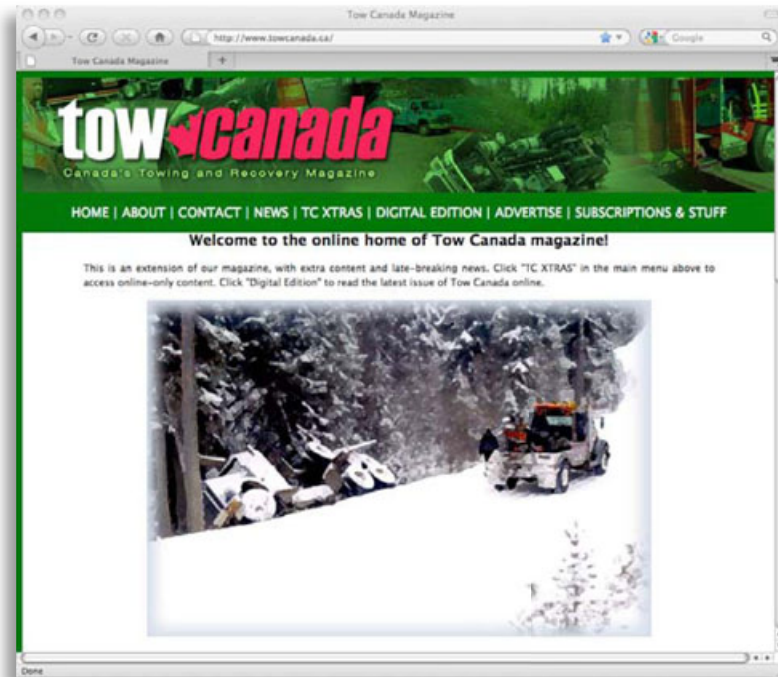 Tow Canada Magazine
http://www.towcanada.ca/
Google
Tow Canada Magazine
+
tow canada
Canada's Towing and Recovery Magazine
HOME | ABOUT | CONTACT | NEWS | TC XTRAS | DIGITAL EDITION | ADVERTISE | SUBSCRIPTIONS & STUFF
Welcome to the online home of Tow Canada magazine!
This is an extension of our magazine, with extra content and late-breaking news. Click "TC XTRAS" in the main menu above to
access online-only content. Click "Digital Edition" to read the latest issue of Tow Canada online.
Done